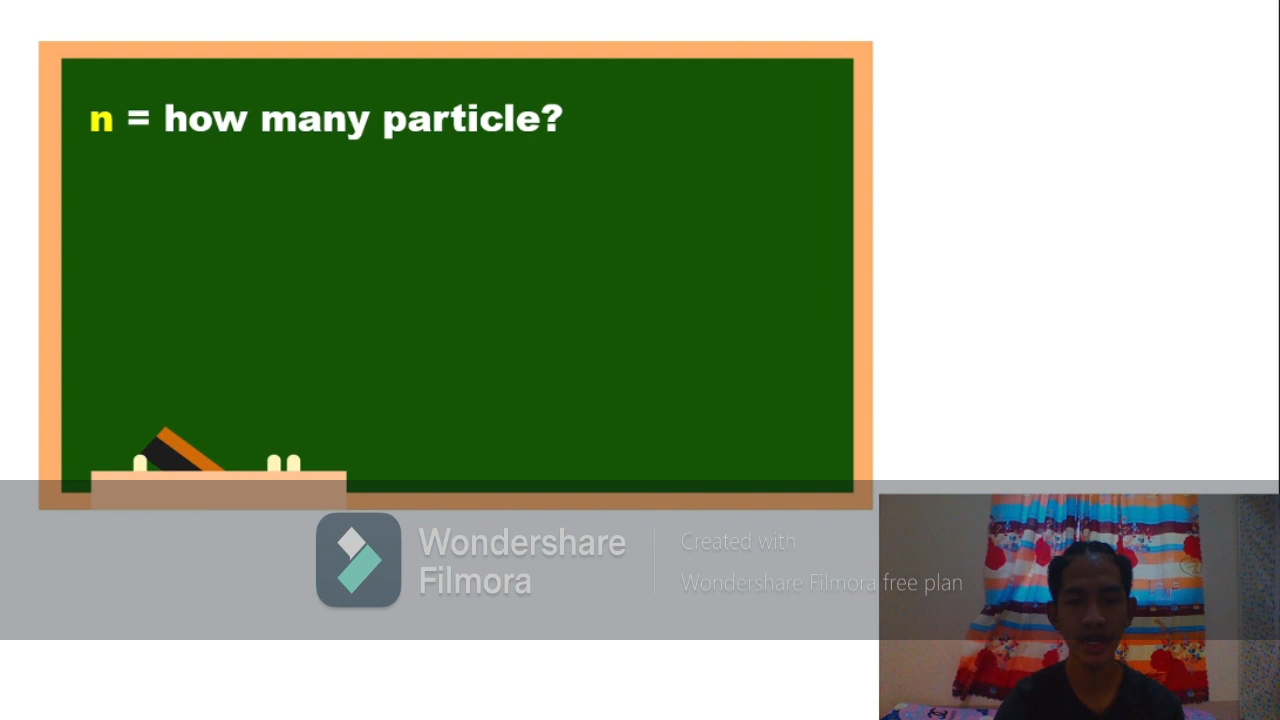 n = how many particle?
Wondershare
Filmora
Created with
Wondershare Filmora free plan